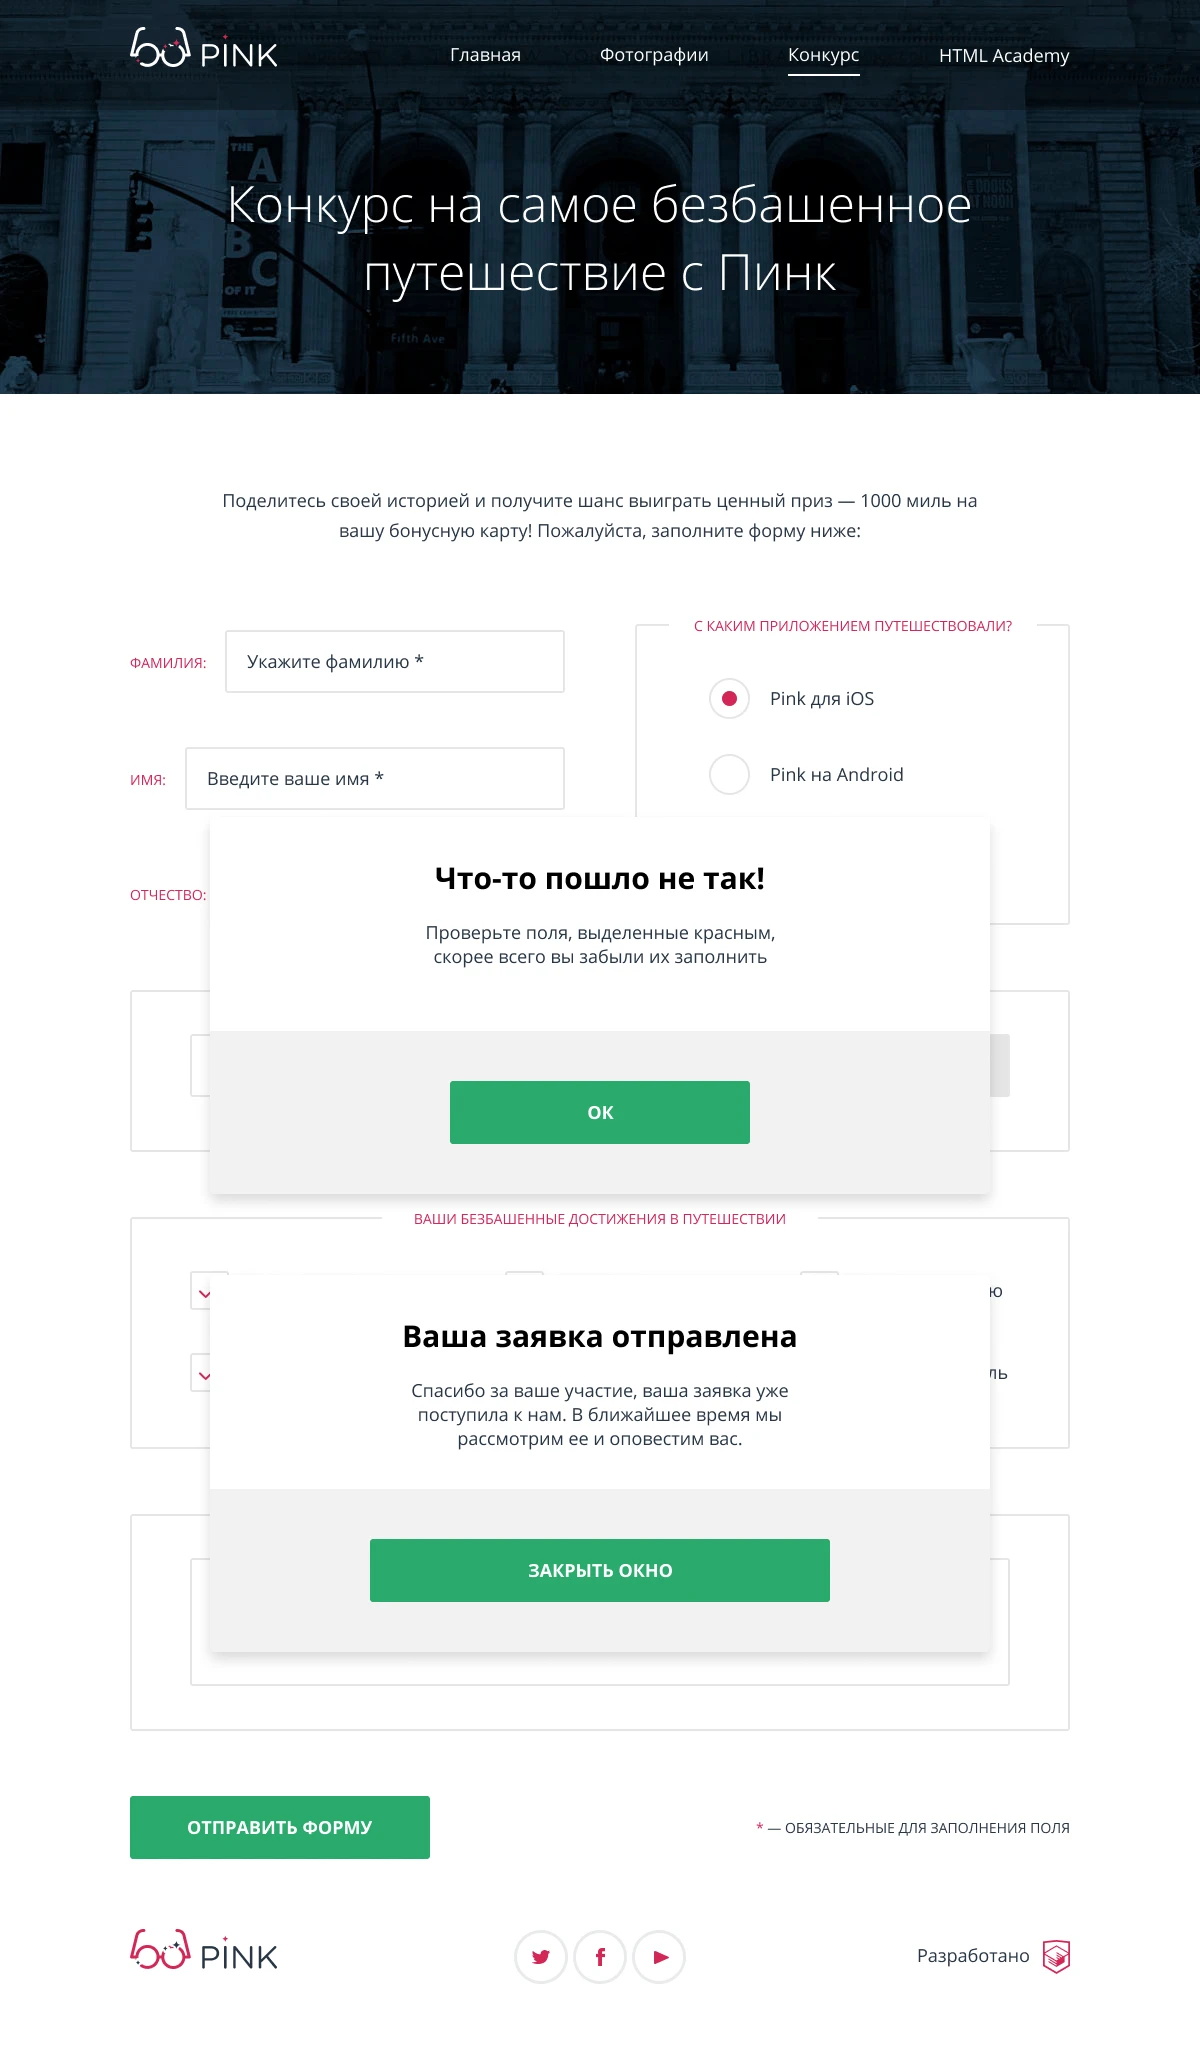 PINK
Главная
Фотографии
Конкурс
HTML Academy
THE
A
B
C
OF IT
Fifth Ave
Конкурс на самое безбашенное
путешествие с Пинк
Поделитесь своей историей и получите шанс выиграть ценный приз — 1000 миль на
вашу бонусную карту! Пожалуйста, заполните форму ниже:
ФАМИЛИЯ:
Укажите фамилию *
ИМЯ:
Введите ваше имя *
ОТЧЕСТВО:
С КАКИМ ПРИЛОЖЕНИЕМ ПУТЕШЕСТВОВАЛИ?
Pink для iOS
Pink на Android
Что-то пошло не так!
Проверьте поля, выделенные красным,
скорее всего вы забыли их заполнить
ОК
ВАШИ БЕЗБАШЕННЫЕ ДОСТИЖЕНИЯ В ПУТЕШЕСТВИИ
ю
ль
Ваша заявка отправлена
Спасибо за ваше участие, ваша заявка уже
поступила к нам. В ближайшее время мы
рассмотрим ее и оповестим вас.
ЗАКРЫТЬ ОКНО
ОТПРАВИТЬ ФОРМУ
* — ОБЯЗАТЕЛЬНЫЕ ДЛЯ ЗАПОЛНЕНИЯ ПОЛЯ
PINK
Разработано